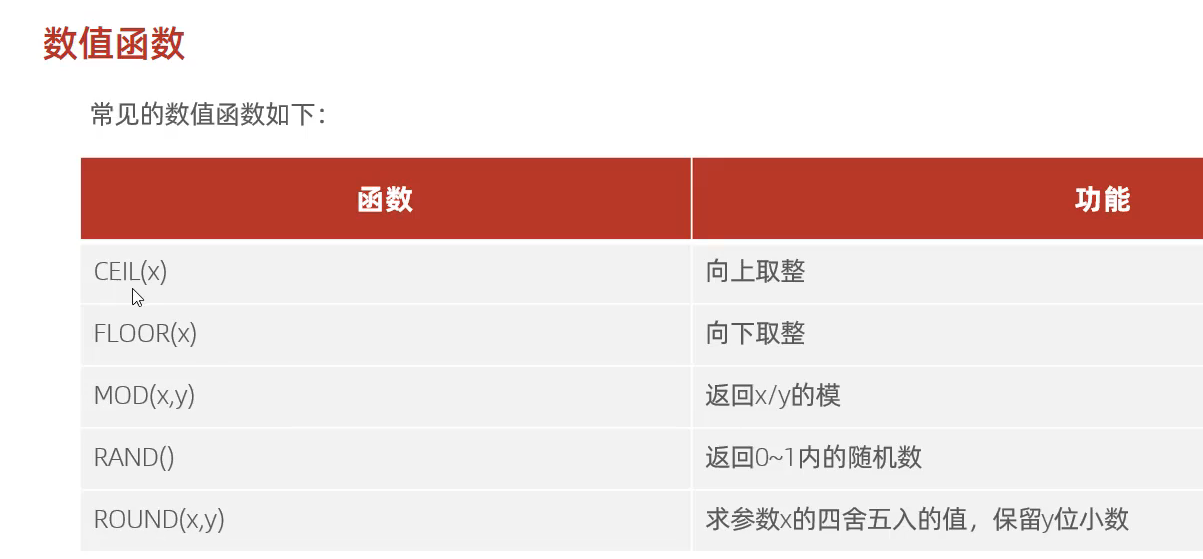 数值函数
常见的数值函数如下：
函数 功能
CEIL(x) 向上取整
FLOOR(x) 向下取整
MOD(x,y) 返回x/y的模
RAND() 返回0~1内的随机数
ROUND(x,y) 求参数x的四舍五入的值，保留y位小数